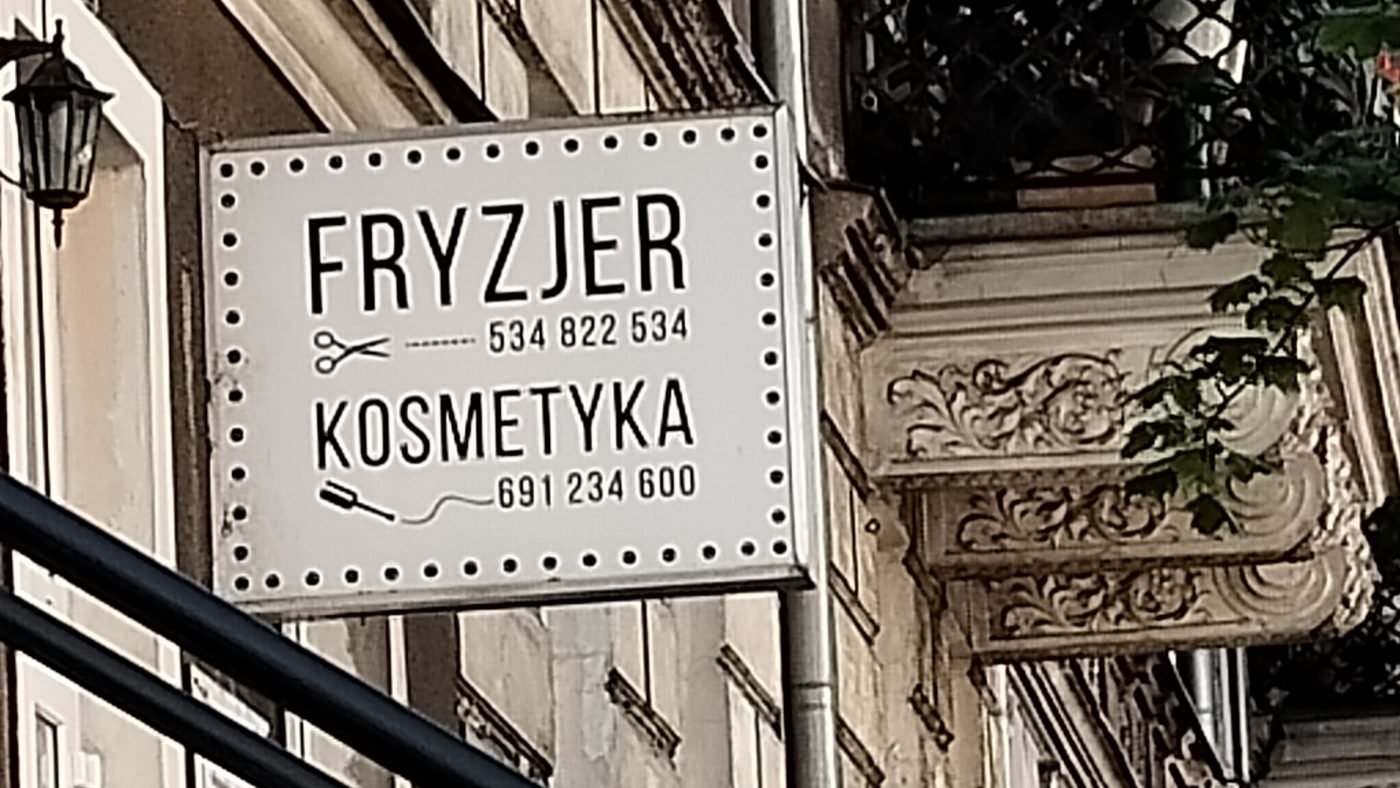 FRYZJER
534 822 534
KOSMETYKA
691 234 600